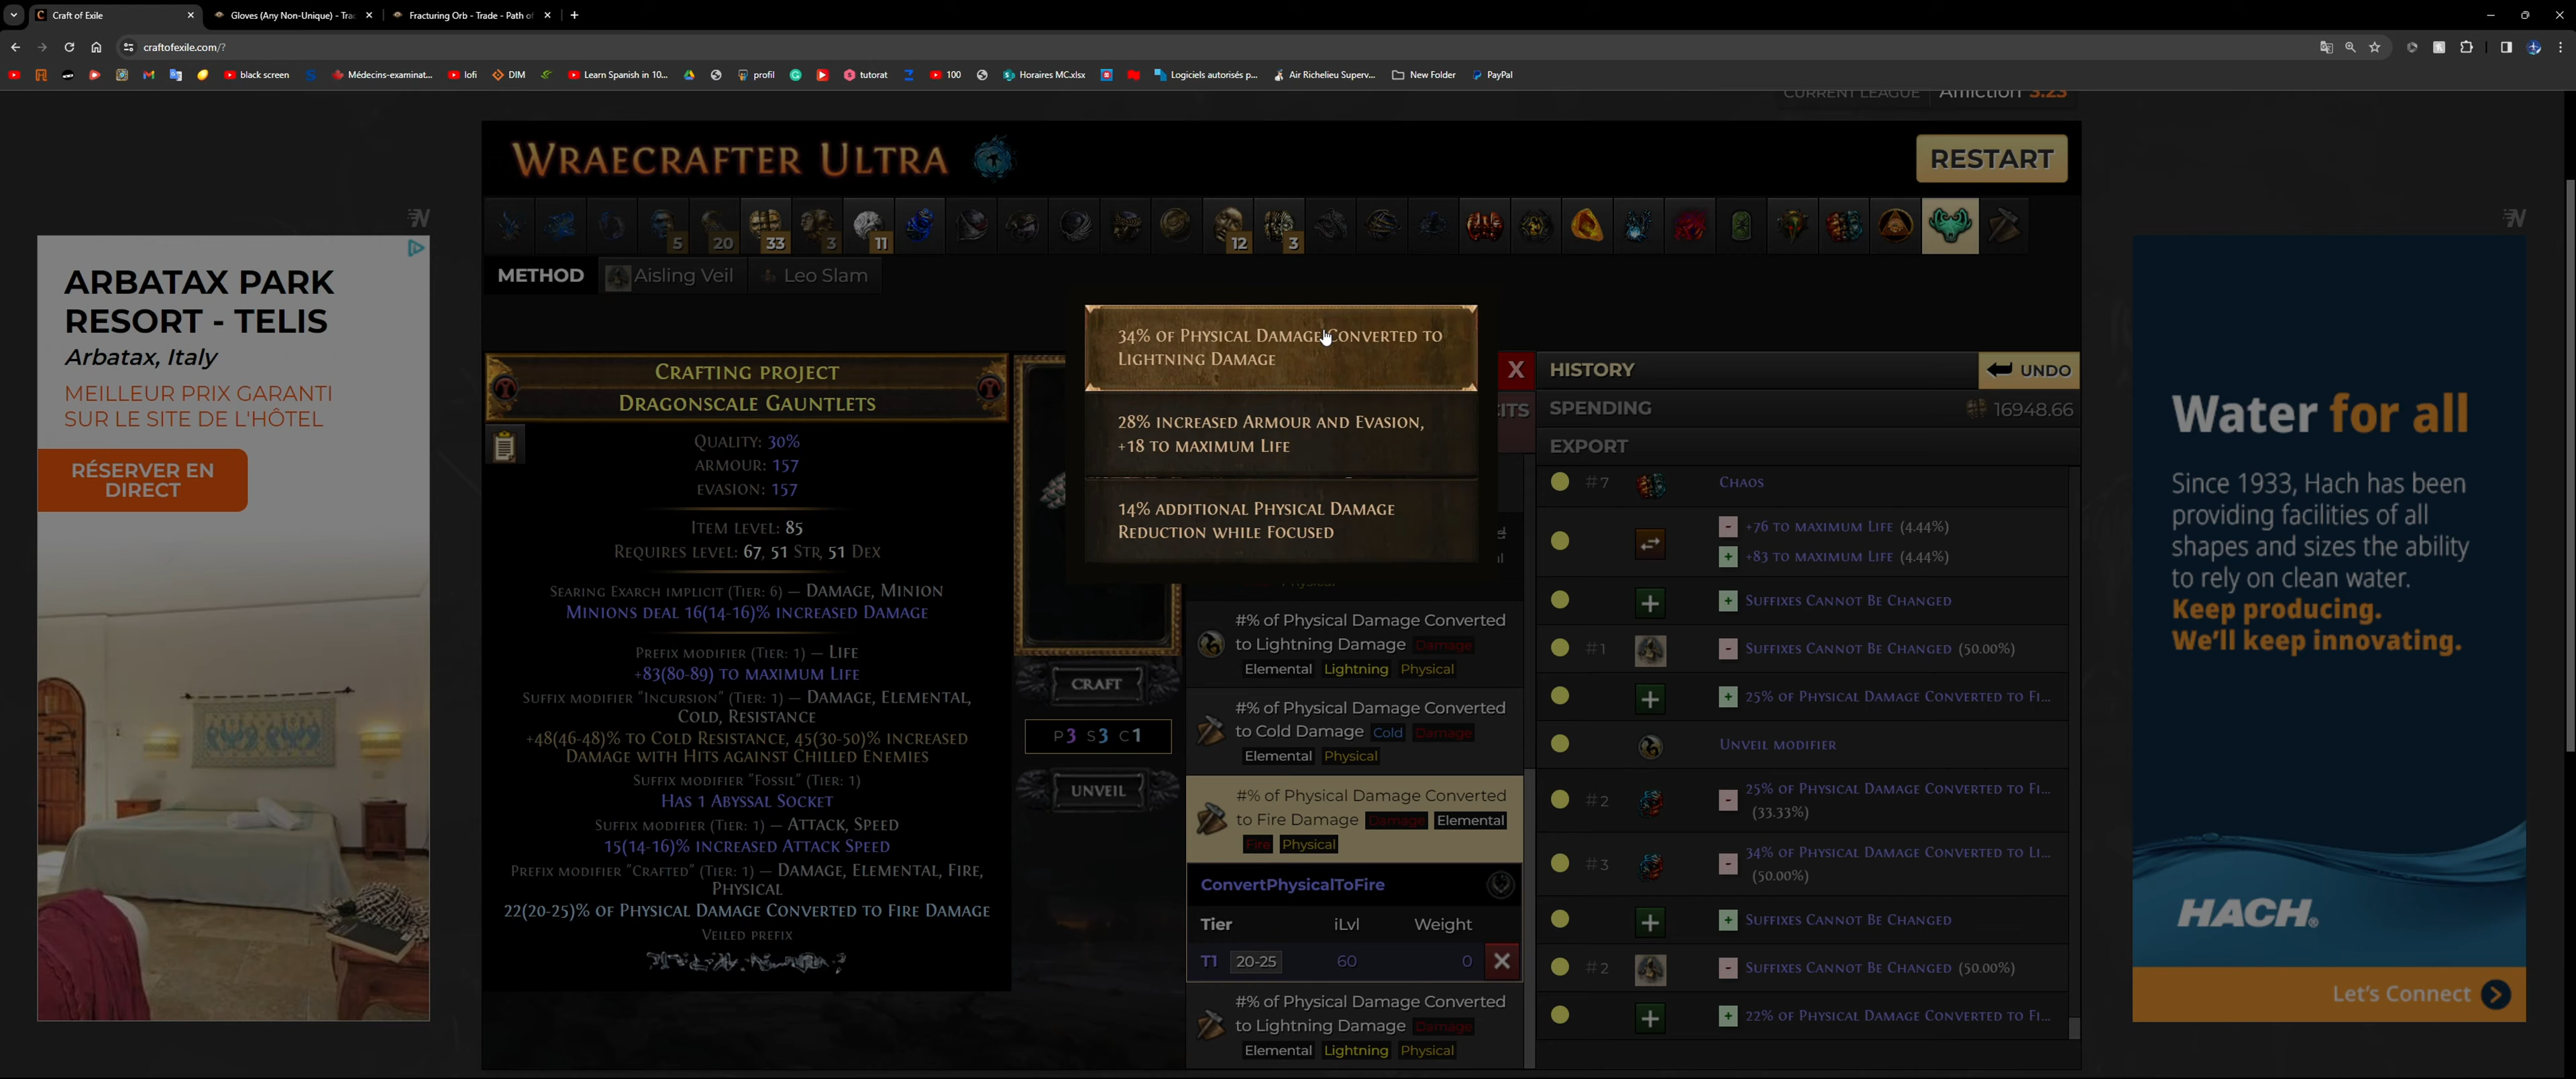 Craft of Exile
Gloves (Any Non-Unique) - Tra
Fracturing Orb - Trade - Path of
craftofexile.com/?
black screen
Médecins-examinat...
lofi
DIM
Learn Spanish in 10...
profil
tutorat
100
Horaires MC.xlsx
Logiciels autorisés p...
Air Richelieu Superv...
New Folder
PayPal
CURRENT LEAGUE Affliction 3.23
WRAECRAFTER ULTRA
RESTART
5 20 33 3 11 12 3
METHOD Aisling Veil Leo Slam
34% of Physical Damage Converted to
Lightning Damage
28% increased Armour and Evasion,
+18 to maximum Life
14% additional Physical Damage
Reduction while Focused
ARBATAX PARK
RESORT - TELIS
Arbatax, Italy
MEILLEUR PRIX GARANTI
SUR LE SITE DE L'HÔTEL
RÉSERVER EN
DIRECT
Crafting project
Dragonscale Gauntlets
Quality: 30%
Armour: 157
Evasion: 157
Item level: 85
Requires level: 67, 51 Str, 51 Dex
Searing Exarch implicit (Tier: 6) — Damage, Minion
Minions deal 16(14-16)% increased Damage
Prefix modifier (Tier: 1) — Life
+83(80-89) to maximum Life
Suffix modifier "Incursion" (Tier: 1) — Damage, Elemental,
Cold, Resistance
+48(46-48)% to Cold Resistance, 45(30-50)% increased
Damage with Hits against Chilled Enemies
Suffix modifier "Fossil" (Tier: 1)
Has 1 Abyssal Socket
Suffix modifier (Tier: 1) — Attack, Speed
15(14-16)% increased Attack Speed
Prefix modifier "Crafted" (Tier: 1) — Damage, Elemental, Fire,
Physical
22(20-25)% of Physical Damage Converted to Fire Damage
Veiled prefix
CRAFT
P3 S3 C1
UNVEIL
X
Physical
#% of Physical Damage Converted
to Lightning Damage Damage
Elemental Lightning Physical
#% of Physical Damage Converted
to Cold Damage Cold Damage
Elemental Physical
#% of Physical Damage Converted
to Fire Damage Damage Elemental
Fire Physical
ConvertPhysicalToFire
Tier iLvl Weight
T1 20-25 60 0
#% of Physical Damage Converted
to Lightning Damage Damage
Elemental Lightning Physical
HISTORY UNDO
SPENDING 16948.66
EXPORT
#7 Chaos
- +76 to maximum Life (4.44%)
+ +83 to maximum Life (4.44%)
+ Suffixes Cannot Be Changed
#1 - Suffixes Cannot Be Changed (50.00%)
+ 25% of Physical Damage Converted to Fi...
Unveil modifier
#2 - 25% of Physical Damage Converted to Fi...
(33.33%)
#3 - 34% of Physical Damage Converted to Li...
(50.00%)
+ Suffixes Cannot Be Changed
#2 - Suffixes Cannot Be Changed (50.00%)
+ 22% of Physical Damage Converted to Fi...
Water for all
Since 1933, Hach has been
providing facilities of all
shapes and sizes the ability
to rely on clean water.
Keep producing.
We'll keep innovating.
HACH®
Let's Connect